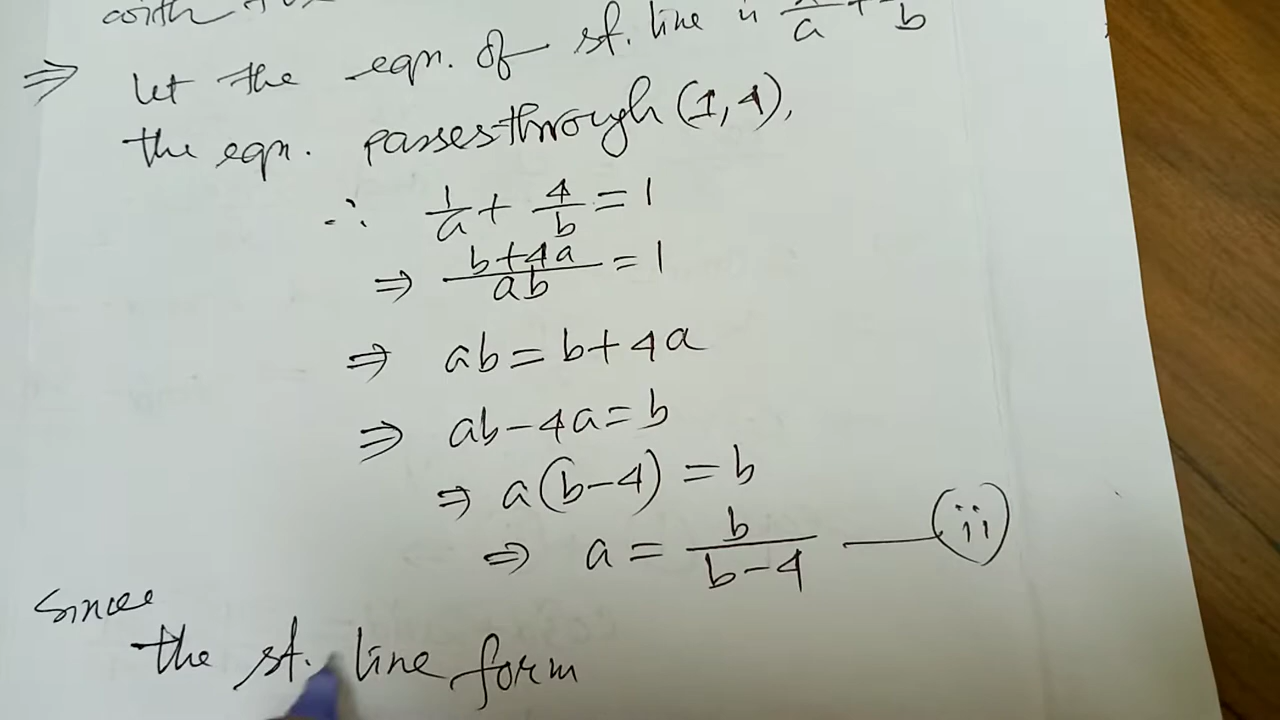 with
⇒ Let the eqn. of st. line is a + b
the eqn. passes through (1, 4),
∴ 1/a + 4/b = 1
⇒ b+4a/ab = 1
⇒ ab = b + 4a
⇒ ab - 4a = b
⇒ a(b-4) = b
⇒ a = b/b-4 — (ii)
Since
the st. line form